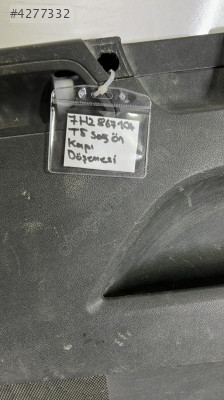 #4277332
7H2 867 104
T5 Sağ ön
Kapı
Döşemesi